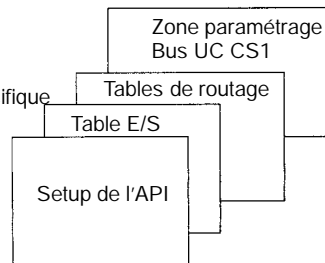 Zone paramétrage
Bus UC CS1
Tables de routage
ifique
Table E/S
Setup de l'API